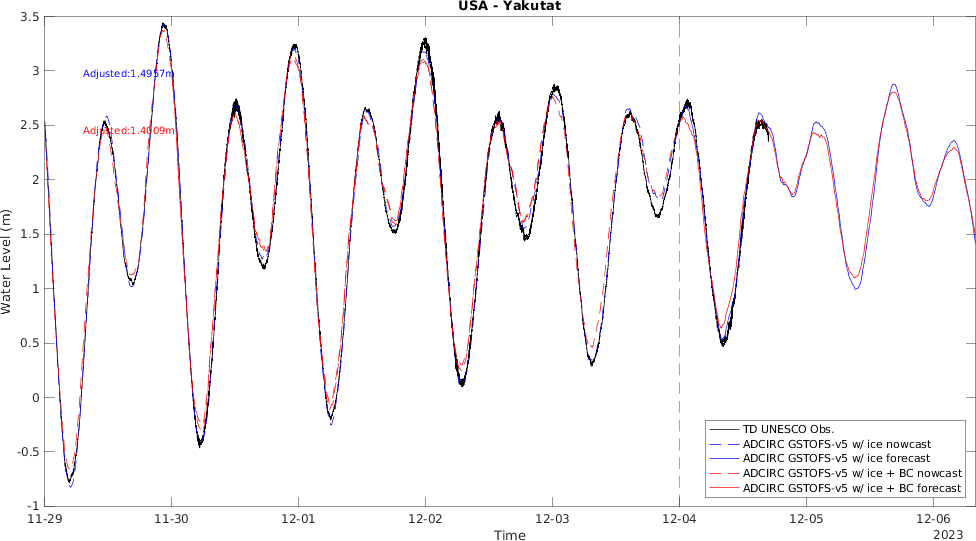 USA - Yakutat
3.5
3
2.5
2
1.5
1
0.5
0
-0.5
-1
Water Level (m)
Adjusted:1.4957m
Adjusted:1.4009m
TD UNESCO Obs.
ADCIRC GSTOFS-v5 w/ ice nowcast
ADCIRC GSTOFS-v5 w/ ice forecast
ADCIRC GSTOFS-v5 w/ ice + BC nowcast
ADCIRC GSTOFS-v5 w/ ice + BC forecast
11-29 11-30 12-01 12-02 12-03 12-04 12-05 12-06
Time
2023